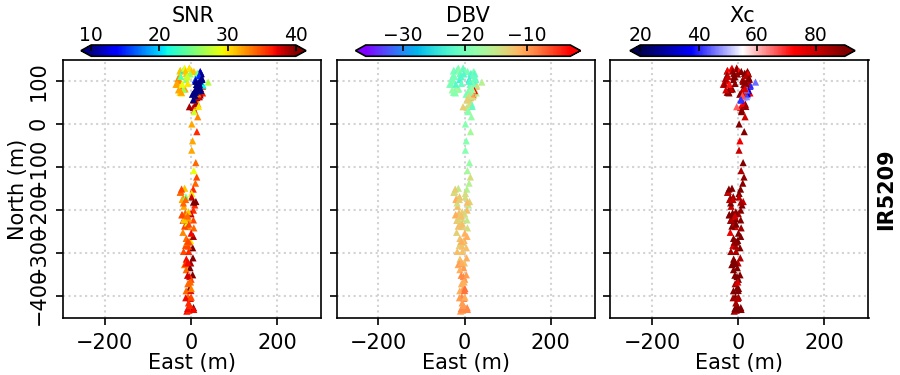 SNR DBV Xc
10 20 30 40 −30 −20 −10 20 40 60 80
North (m)
100
0
−100
−200
−300
−400
−200 0 200 −200 0 200 −200 0 200
East (m) East (m) East (m)
IR5209